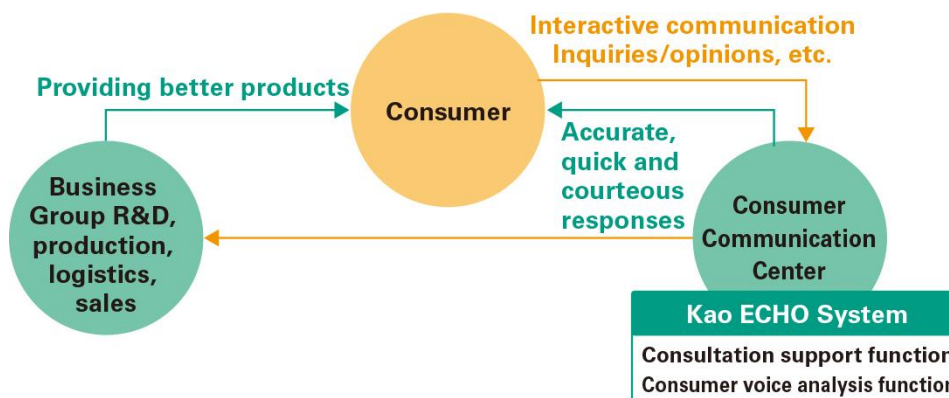 Interactive communication
Inquiries/opinions, etc.
Providing better products
Consumer
Accurate,
quick and
courteous
responses
Business
Group R&D,
production,
logistics,
sales
Consumer
Communication
Center
Kao ECHO System
Consultation support function
Consumer voice analysis function